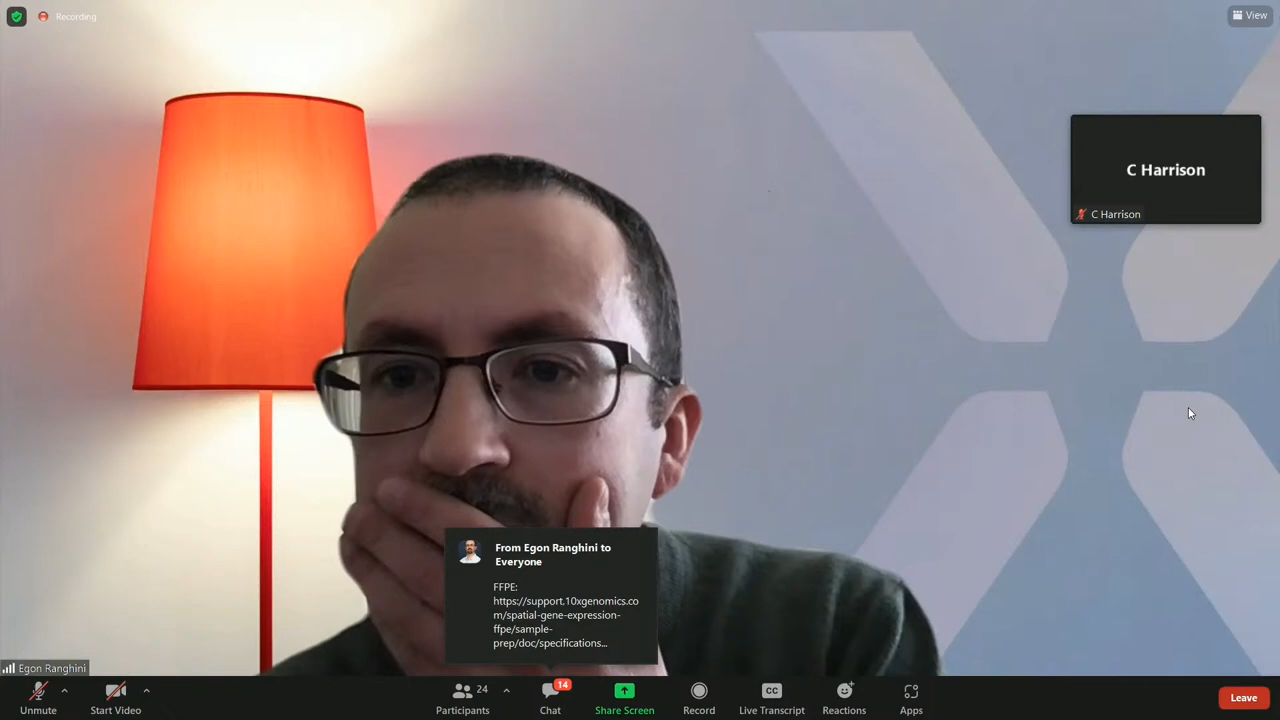 Recording
View
C Harrison
C Harrison
From Egon Ranghini to
Everyone
FFPE:
https://support.10xgenomics.co
m/spatial-gene-expression-
ffpe/sample-
prep/doc/specifications...
Egon Ranghini
Unmute
Start Video
24
Participants
14
Chat
Share Screen
Record
CC
Live Transcript
Reactions
Apps
Leave